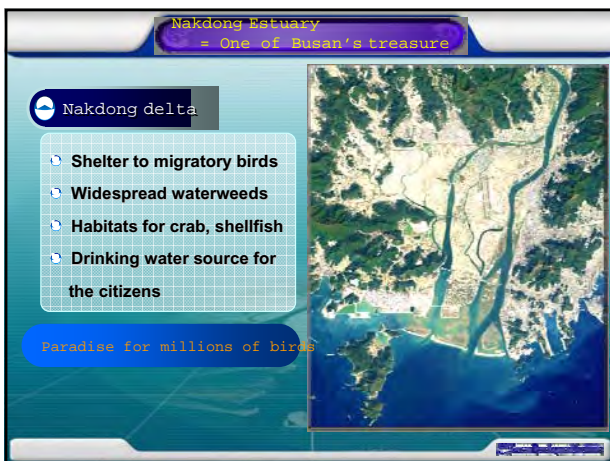 Nakdong Estuary
= One of Busan's treasure
Nakdong delta
Shelter to migratory birds
Widespread waterweeds
Habitats for crab, shellfish
Drinking water source for
the citizens
Paradise for millions of birds